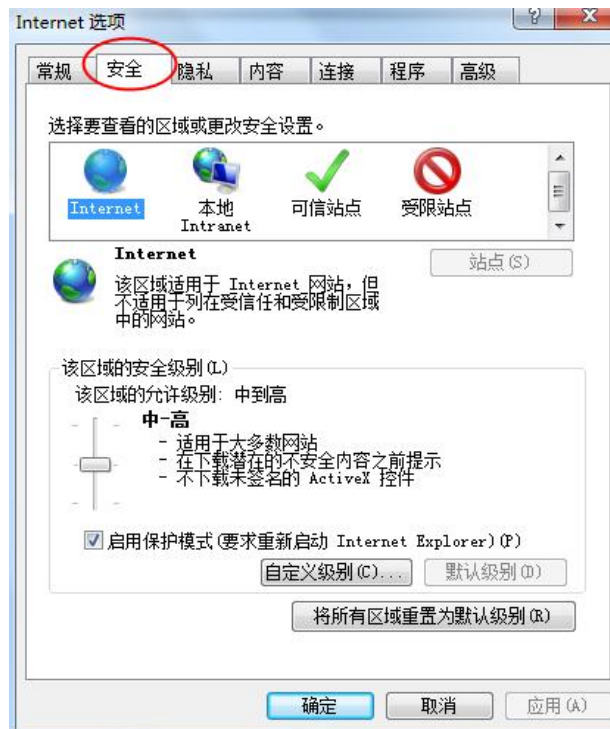 Internet 选项
常规 安全 隐私 内容 连接 程序 高级
选择要查看的区域或更改安全设置。
Internet
本地
Intranet
可信站点
受限站点
Internet
站点(S)
该区域适用于 Internet 网站，但
不适用于列在受信任和受限制区域
中的网站。
该区域的安全级别(L)
该区域的允许级别: 中到高
中-高
- 适用于大多数网站
- 在下载潜在的不安全内容之前提示
- 不下载未签名的 ActiveX 控件
启用保护模式(要求重新启动 Internet Explorer)(P)
自定义级别(C)... 默认级别(D)
将所有区域重置为默认级别(R)
确定 取消 应用(A)